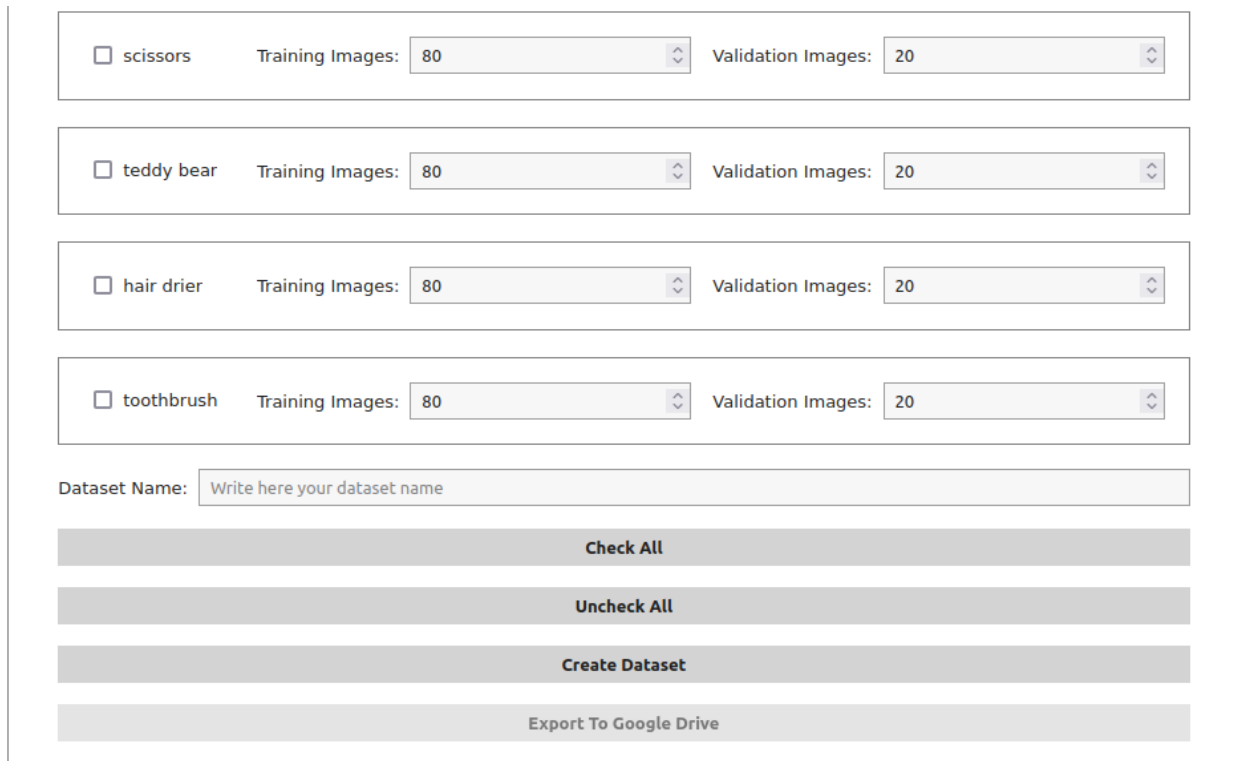 scissors Training Images: 80 Validation Images: 20
teddy bear Training Images: 80 Validation Images: 20
hair drier Training Images: 80 Validation Images: 20
toothbrush Training Images: 80 Validation Images: 20
Dataset Name: Write here your dataset name
Check All
Uncheck All
Create Dataset
Export To Google Drive